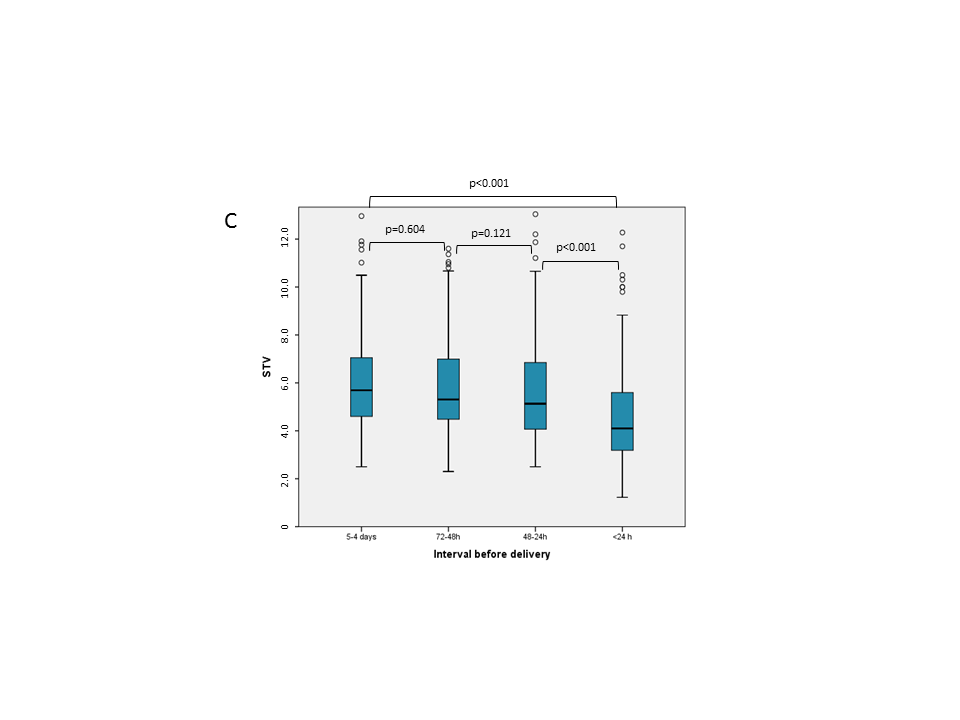 p<0.001
C
p=0.604
p=0.121
p<0.001
12.0
10.0
8.0
6.0
4.0
2.0
0
STV
5-4 days
72-48h
48-24h
<24 h
Interval before delivery